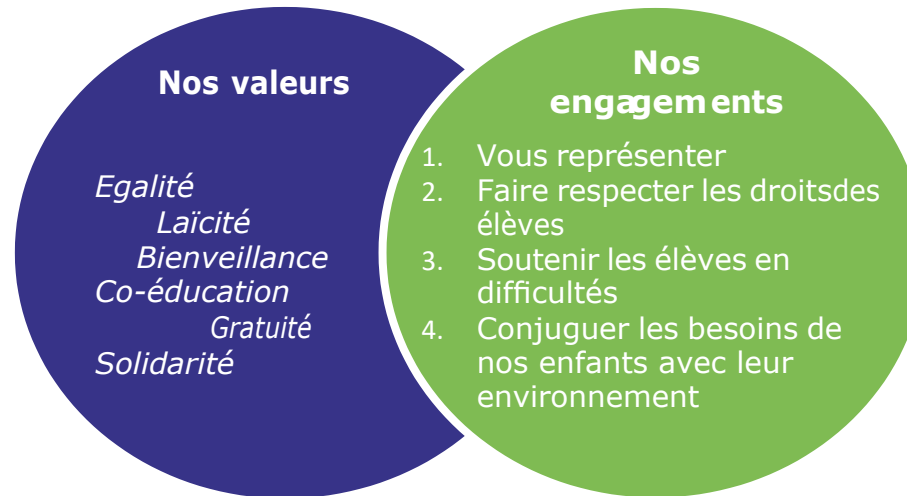 Nos valeurs
Egalité
Laïcité
Bienveillance
Co-éducation
Gratuité
Solidarité
Nos
engagements
1. Vous représenter
2. Faire respecter les droitsdes
élèves
3. Soutenir les élèves en
difficultés
4. Conjuguer les besoins de
nos enfants avec leur
environnement